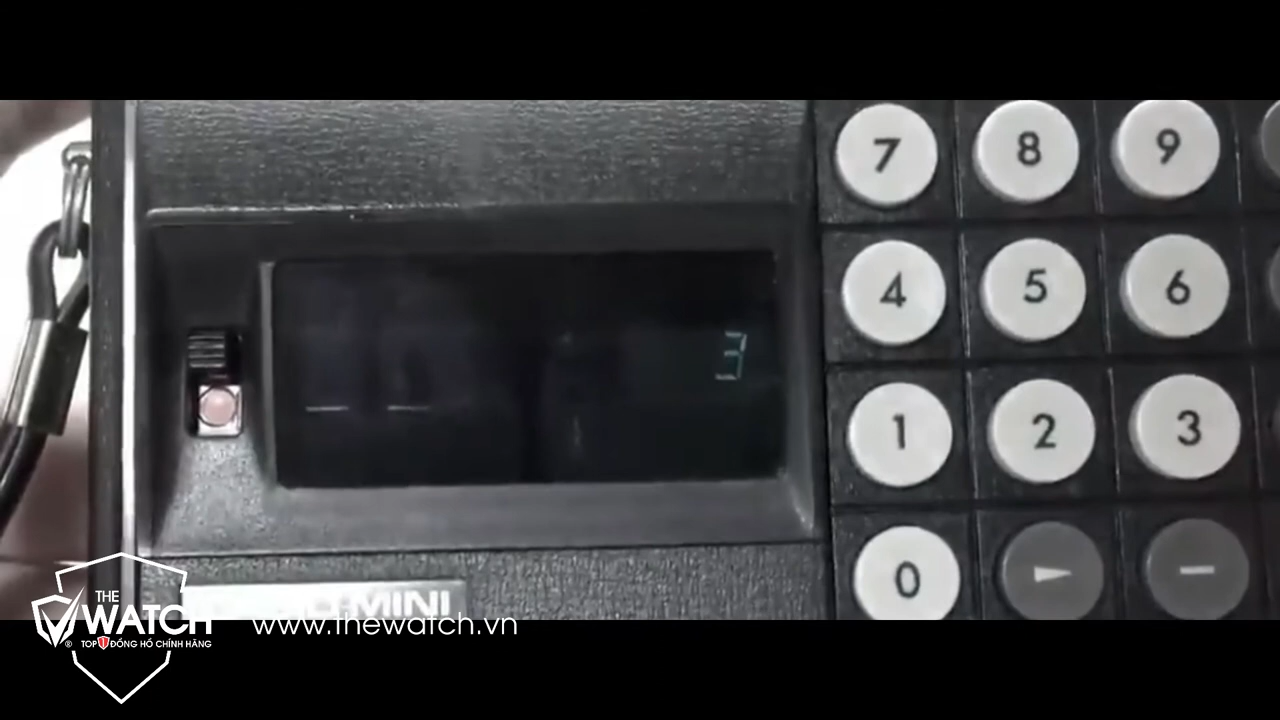 7 8 9
4 5 6
3
1 2 3
0
MINI
THE
WATCH
www.thewatch.vn
TOP 1 ĐỒNG HỒ CHÍNH HÃNG